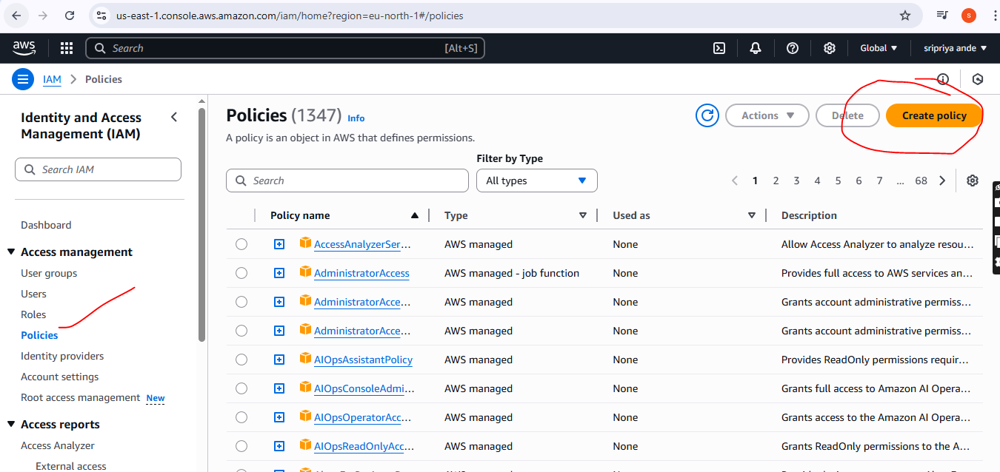 us-east-1.console.aws.amazon.com/iam/home?region=eu-north-1#/policies
s
aws
Search
[Alt+S]
Global
sripriya ande
IAM
Policies
Identity and Access
Management (IAM)
Search IAM
Dashboard
Access management
User groups
Users
Roles
Policies
Identity providers
Account settings
Root access management New
Access reports
Access Analyzer
External access
Policies (1347) Info
A policy is an object in AWS that defines permissions.
Actions
Delete
Create policy
Filter by Type
Search
All types
1 2 3 4 5 6 7 ... 68
Policy name Type Used as Description
AccessAnalyzerSer... AWS managed None Allow Access Analyzer to analyze resou...
AdministratorAccess AWS managed - job function None Provides full access to AWS services an...
AdministratorAcce... AWS managed None Grants account administrative permiss...
AdministratorAcce... AWS managed None Grants account administrative permiss...
AIOpsAssistantPolicy AWS managed None Provides ReadOnly permissions requir...
AIOpsConsoleAdmi... AWS managed None Grants full access to Amazon AI Opera...
AIOpsOperatorAcc... AWS managed None Grants access to the Amazon AI Opera...
AIOpsReadOnlyAcc... AWS managed None Grants ReadOnly permissions to the A...